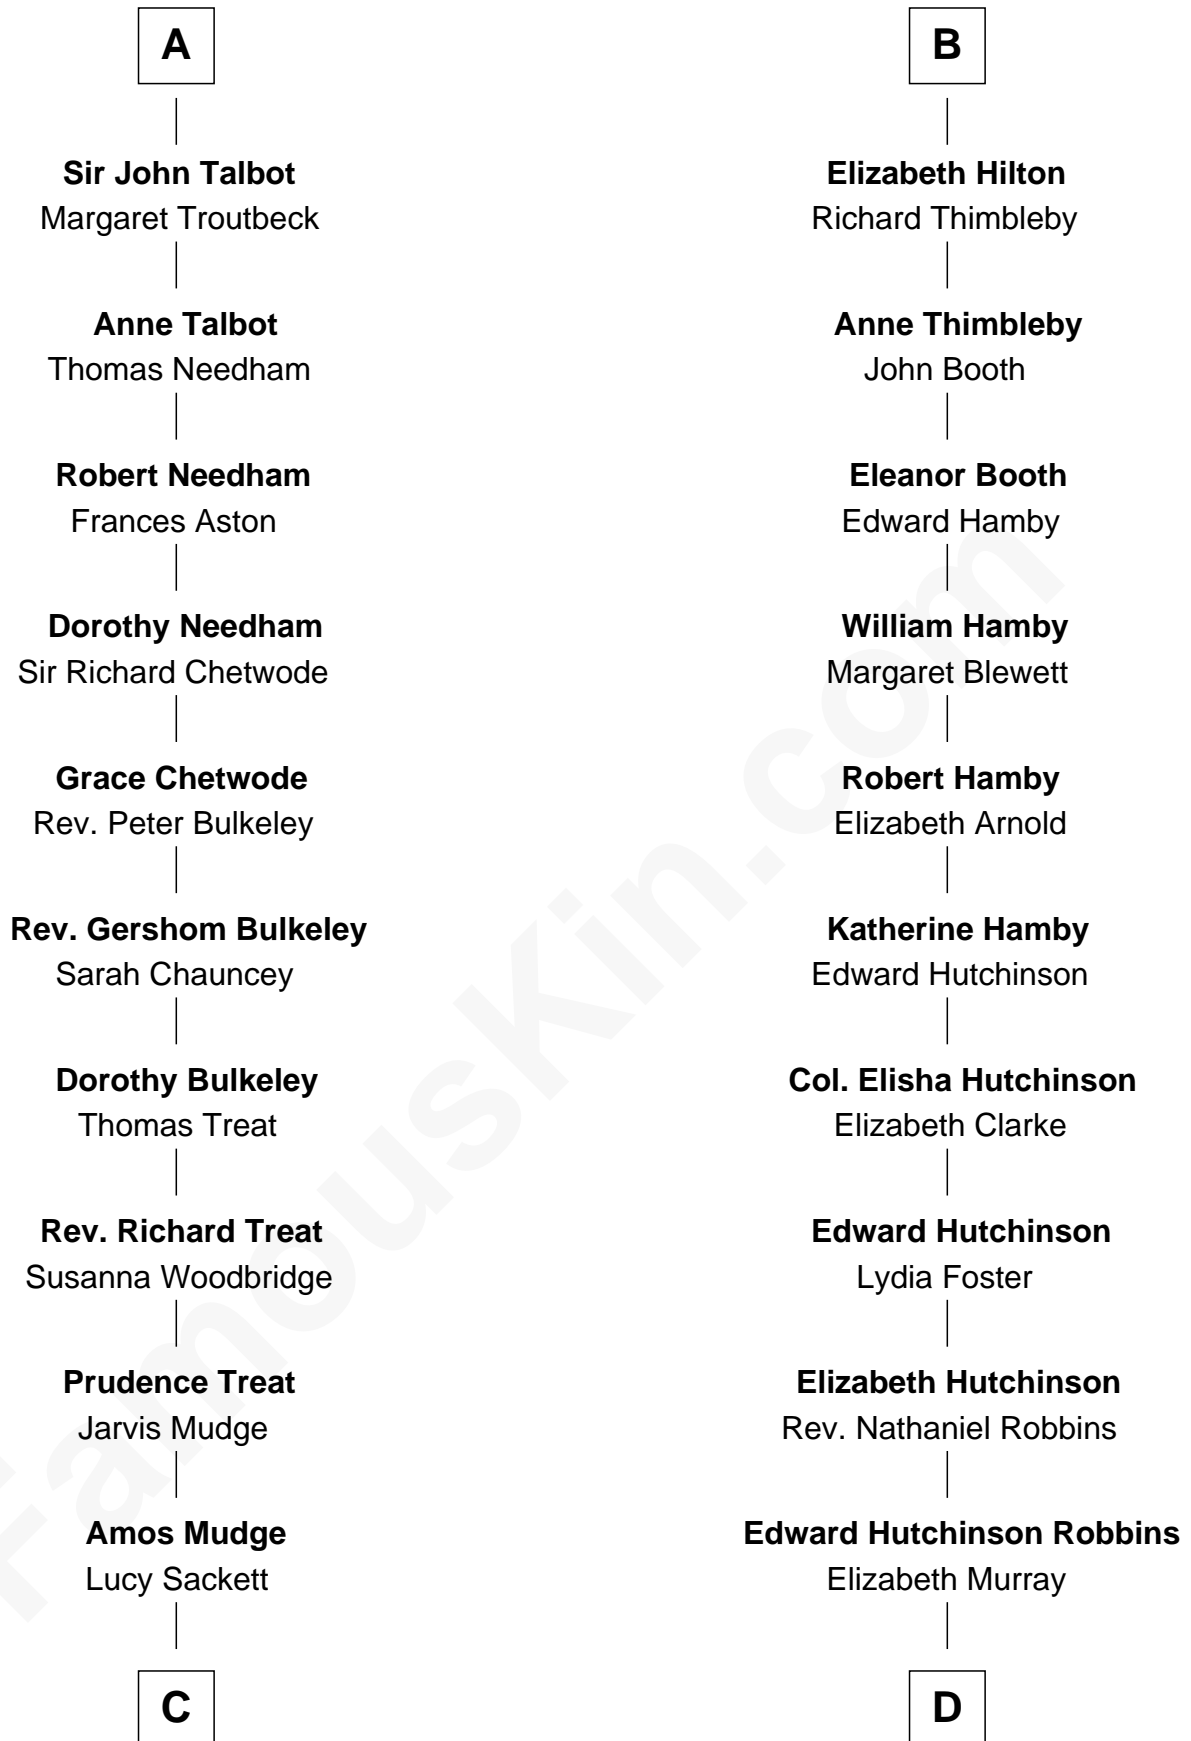 A
Sir John Talbot
Margaret Troutbeck
Anne Talbot
Thomas Needham
Robert Needham
Frances Aston
Dorothy Needham
Sir Richard Chetwode
Grace Chetwode
Rev. Peter Bulkeley
Rev. Gershom Bulkeley
Sarah Chauncey
Dorothy Bulkeley
Thomas Treat
Rev. Richard Treat
Susanna Woodbridge
Prudence Treat
Jarvis Mudge
Amos Mudge
Lucy Sackett
C
B
Elizabeth Hilton
Richard Thimbleby
Anne Thimbleby
John Booth
Eleanor Booth
Edward Hamby
William Hamby
Margaret Blewett
Robert Hamby
Elizabeth Arnold
Katherine Hamby
Edward Hutchinson
Col. Elisha Hutchinson
Elizabeth Clarke
Edward Hutchinson
Lydia Foster
Elizabeth Hutchinson
Rev. Nathaniel Robbins
Edward Hutchinson Robbins
Elizabeth Murray
D
FamousKin.com